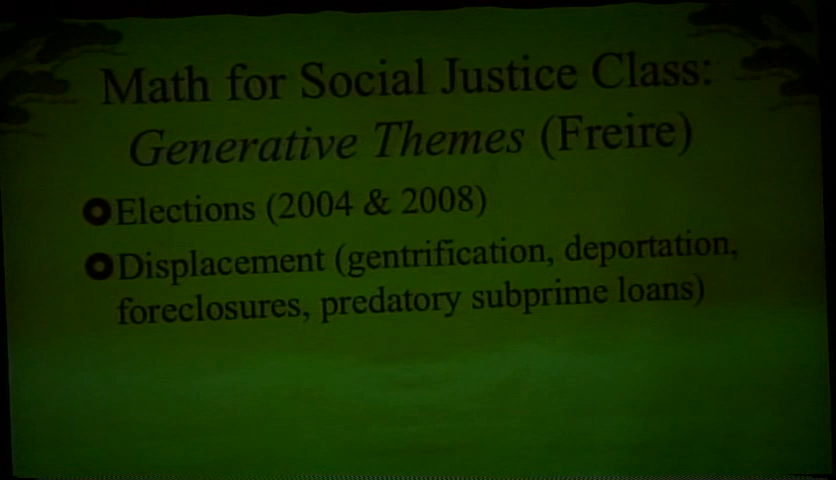 Math for Social Justice Class:
Generative Themes (Freire)
Elections (2004 & 2008)
Displacement (gentrification, deportation,
foreclosures, predatory subprime loans)